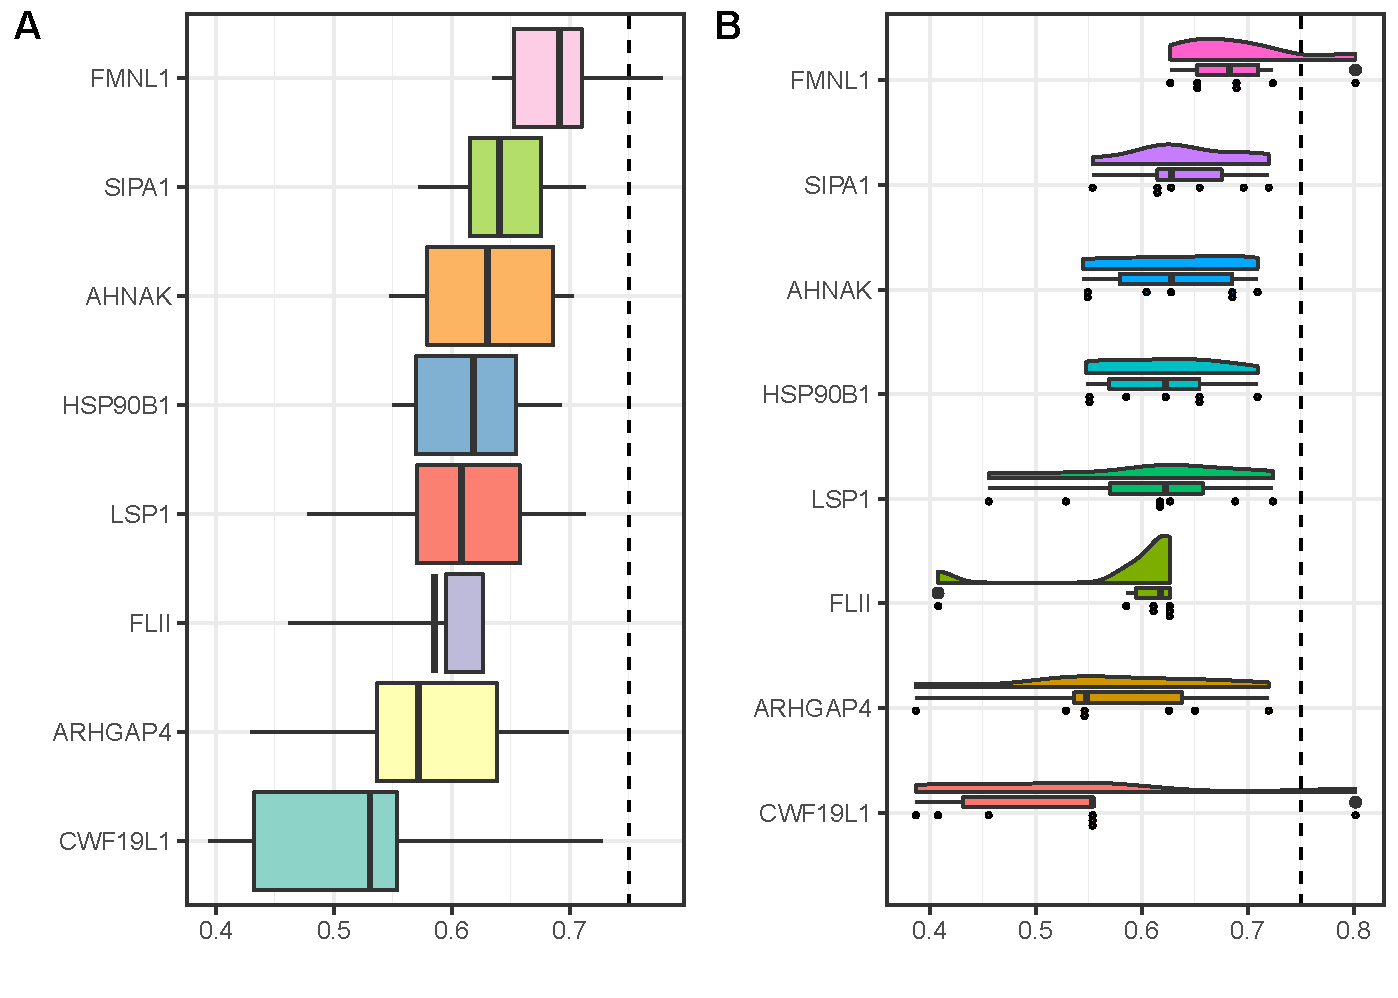 A
FMNL1
SIPA1
AHNAK
HSP90B1
LSP1
FLII
ARHGAP4
CWF19L1
0.4 0.5 0.6 0.7
B
FMNL1
SIPA1
AHNAK
HSP90B1
LSP1
FLII
ARHGAP4
CWF19L1
0.4 0.5 0.6 0.7 0.8